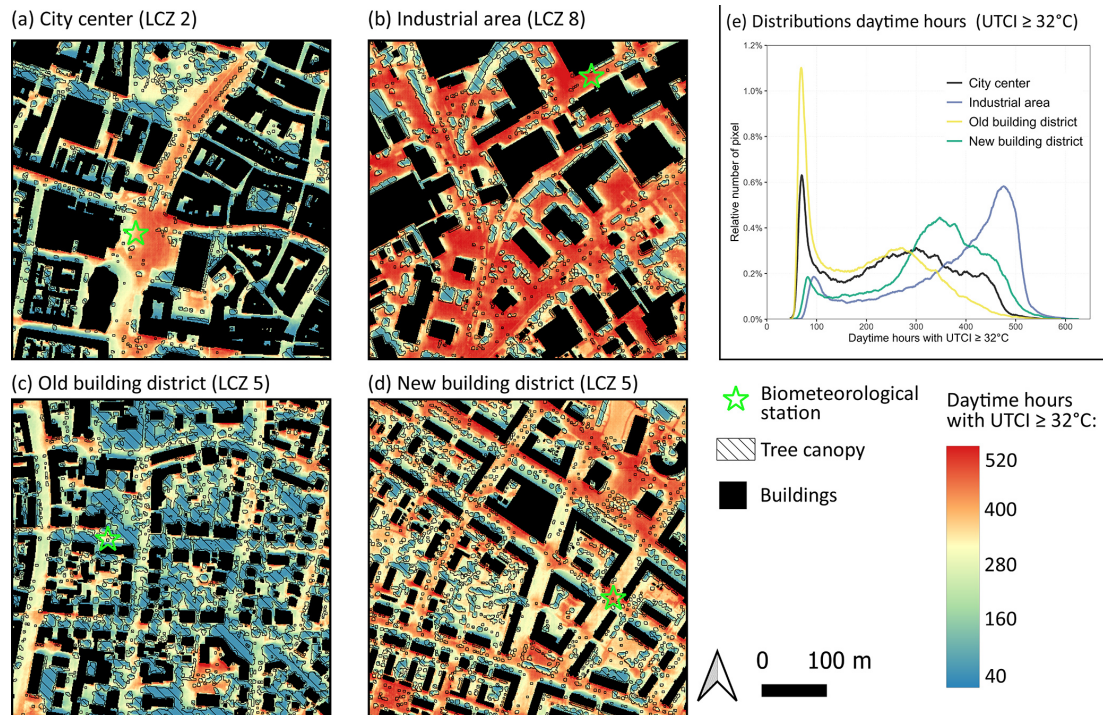 (a) City center (LCZ 2)
(b) Industrial area (LCZ 8)
(e) Distributions daytime hours (UTCI ≥ 32°C)
1.2%
1.0%
0.8%
0.6%
0.4%
0.2%
0.0%
Relative number of pixel
City center
Industrial area
Old building district
New building district
0 100 200 300 400 500 600
Daytime hours with UTCI ≥ 32°C
(c) Old building district (LCZ 5)
(d) New building district (LCZ 5)
Biometeorological
station
Tree canopy
Buildings
0 100 m
Daytime hours
with UTCI ≥ 32°C:
520
400
280
160
40